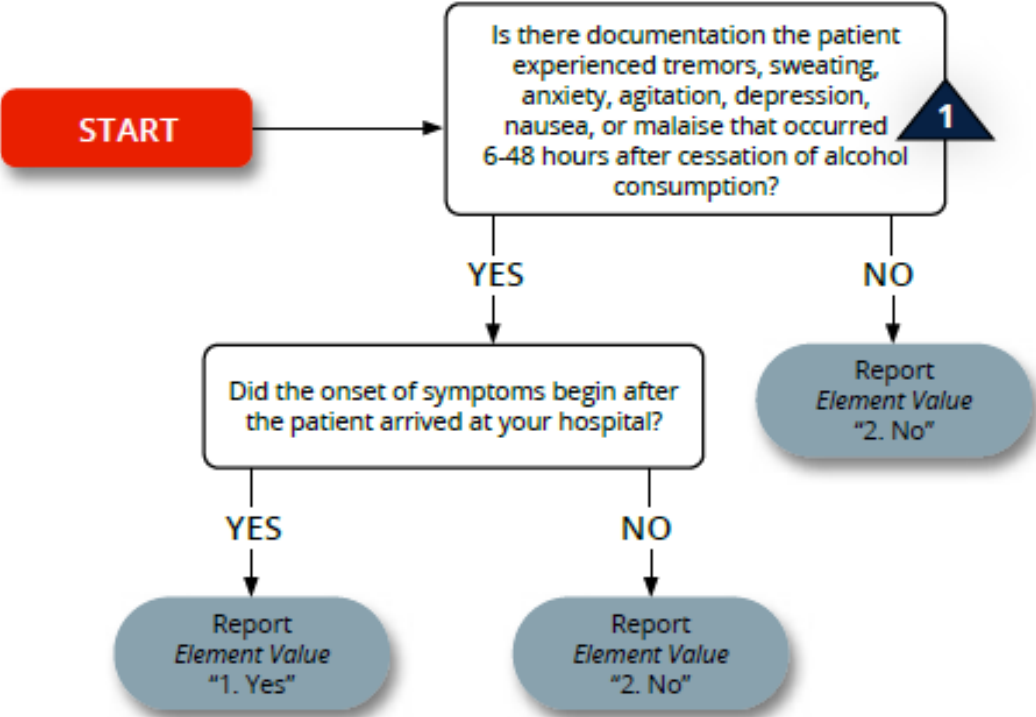 START
Is there documentation the patient
experienced tremors, sweating,
anxiety, agitation, depression,
nausea, or malaise that occurred
6-48 hours after cessation of alcohol
consumption?
1
YES
NO
Did the onset of symptoms begin after
the patient arrived at your hospital?
Report
Element Value
“2. No”
YES
NO
Report
Element Value
“1. Yes”
Report
Element Value
“2. No”